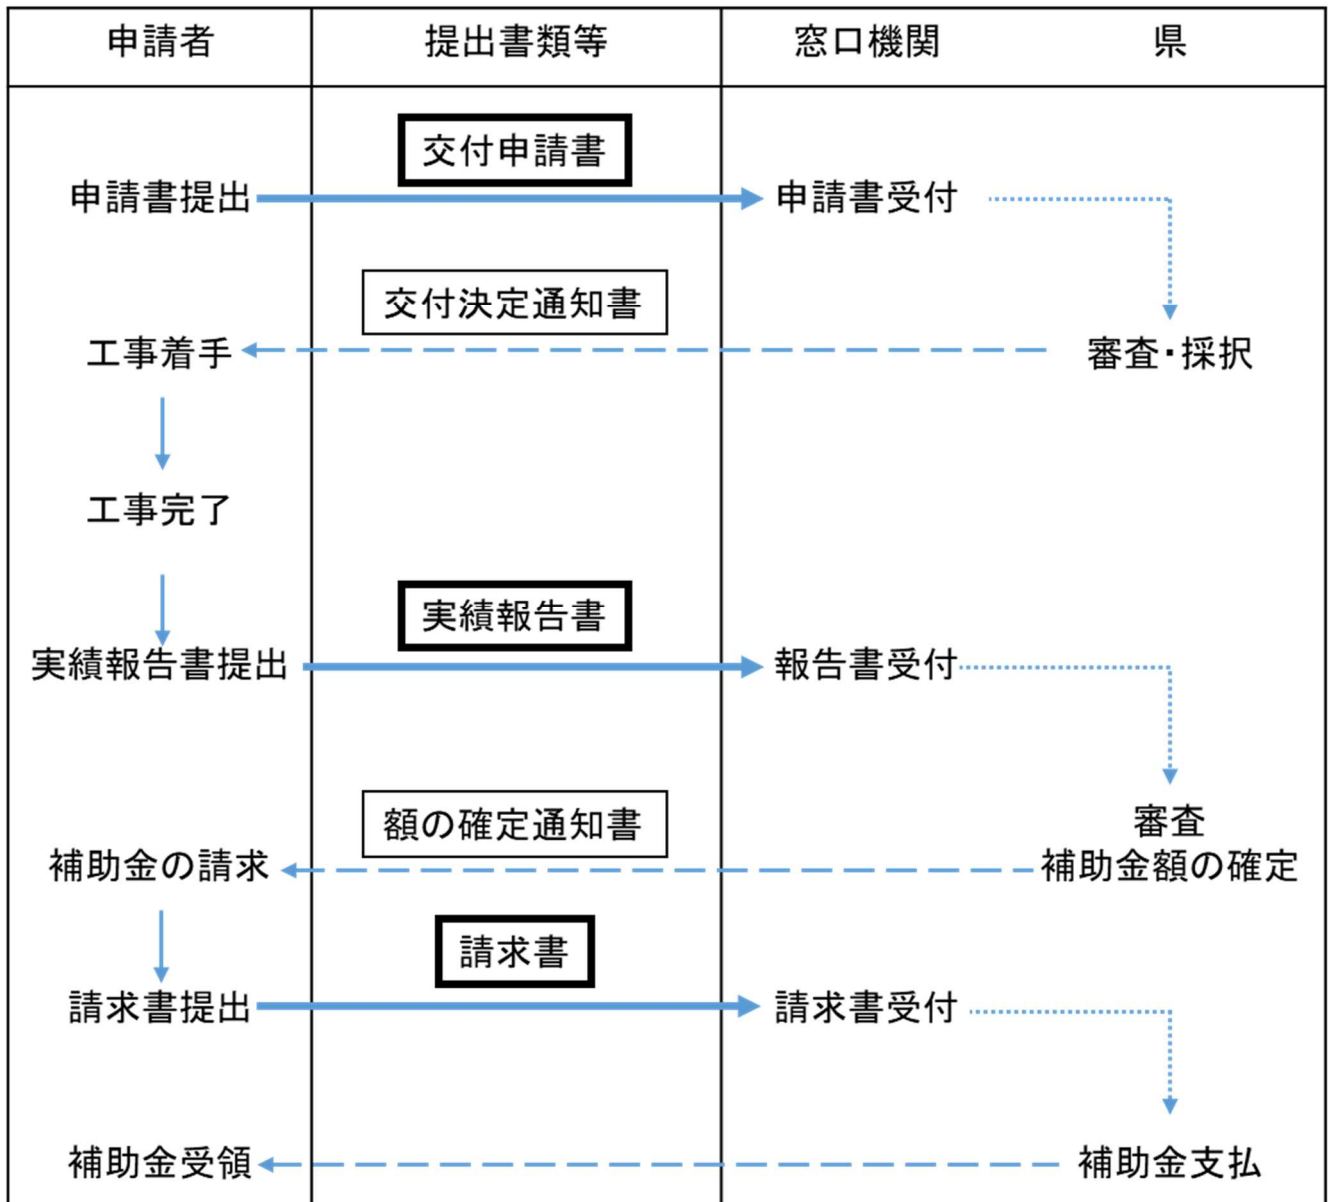 申請者
提出書類等
窓口機関
県
交付申請書
申請書提出
申請書受付
交付決定通知書
工事着手
審査・採択
工事完了
実績報告書
実績報告書提出
報告書受付
額の確定通知書
審査
補助金の請求
補助金額の確定
請求書
請求書提出
請求書受付
補助金受領
補助金支払